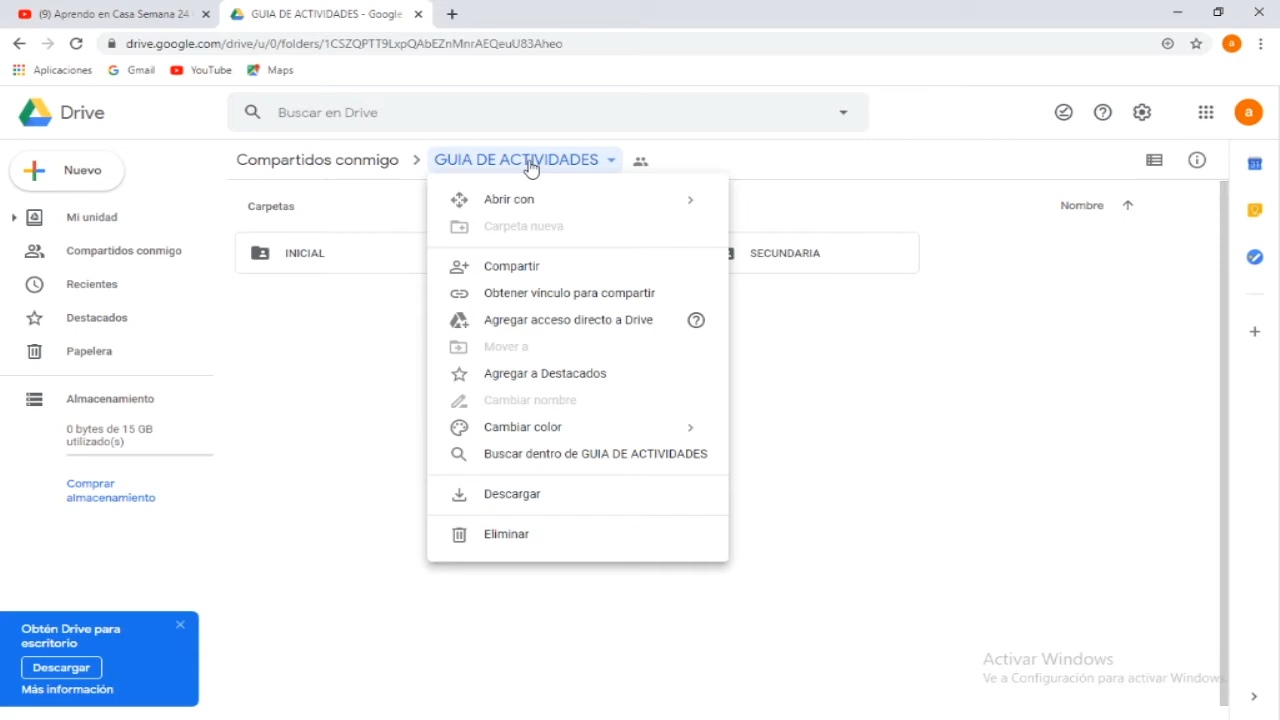 (9) Aprendo en Casa Semana 24
GUIA DE ACTIVIDADES - Google
drive.google.com/drive/u/0/folders/1CSZQPTT9LxpQAbEZnMnrAEQeuU83Aheo
a
Aplicaciones
Gmail
YouTube
Maps
Drive
Buscar en Drive
a
Nuevo
Compartidos conmigo
GUIA DE ACTIVIDADES
31
Mi unidad
Compartidos conmigo
Recientes
Destacados
Papelera
Almacenamiento
0 bytes de 15 GB
utilizado(s)
Comprar
almacenamiento
Carpetas
Nombre
INICIAL
SECUNDARIA
Abrir con
Carpeta nueva
Compartir
Obtener vínculo para compartir
Agregar acceso directo a Drive
Mover a
Agregar a Destacados
Cambiar nombre
Cambiar color
Buscar dentro de GUIA DE ACTIVIDADES
Descargar
Eliminar
Obtén Drive para
escritorio
Descargar
Más información
Activar Windows
Ve a Configuración para activar Windows.